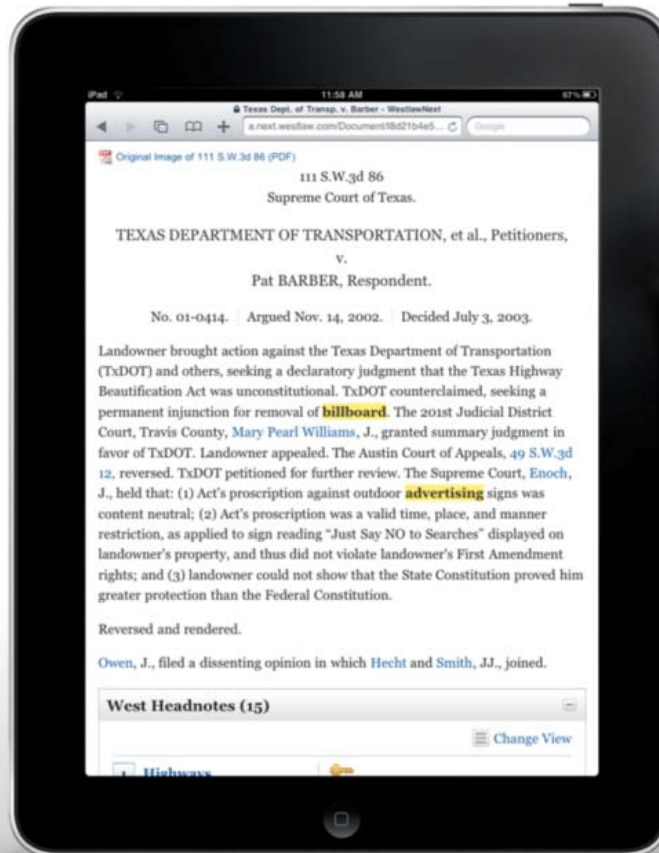 iPad
11:58 AM
67%
Texas Dept. of Transp. v. Barber - WestlawNext
a.next.westlaw.com/Document/I8d21b4e5...
Google
Original Image of 111 S.W.3d 86 (PDF)
111 S.W.3d 86
Supreme Court of Texas.
TEXAS DEPARTMENT OF TRANSPORTATION, et al., Petitioners,
v.
Pat BARBER, Respondent.
No. 01-0414. Argued Nov. 14, 2002. Decided July 3, 2003.
Landowner brought action against the Texas Department of Transportation
(TxDOT) and others, seeking a declaratory judgment that the Texas Highway
Beautification Act was unconstitutional. TxDOT counterclaimed, seeking a
permanent injunction for removal of billboard. The 201st Judicial District
Court, Travis County, Mary Pearl Williams, J., granted summary judgment in
favor of TxDOT. Landowner appealed. The Austin Court of Appeals, 49 S.W.3d
12, reversed. TxDOT petitioned for further review. The Supreme Court, Enoch,
J., held that: (1) Act's proscription against outdoor advertising signs was
content neutral; (2) Act's proscription was a valid time, place, and manner
restriction, as applied to sign reading “Just Say NO to Searches” displayed on
landowner's property, and thus did not violate landowner's First Amendment
rights; and (3) landowner could not show that the State Constitution proved him
greater protection than the Federal Constitution.
Reversed and rendered.
Owen, J., filed a dissenting opinion in which Hecht and Smith, JJ., joined.
West Headnotes (15)
Change View
1 Highways